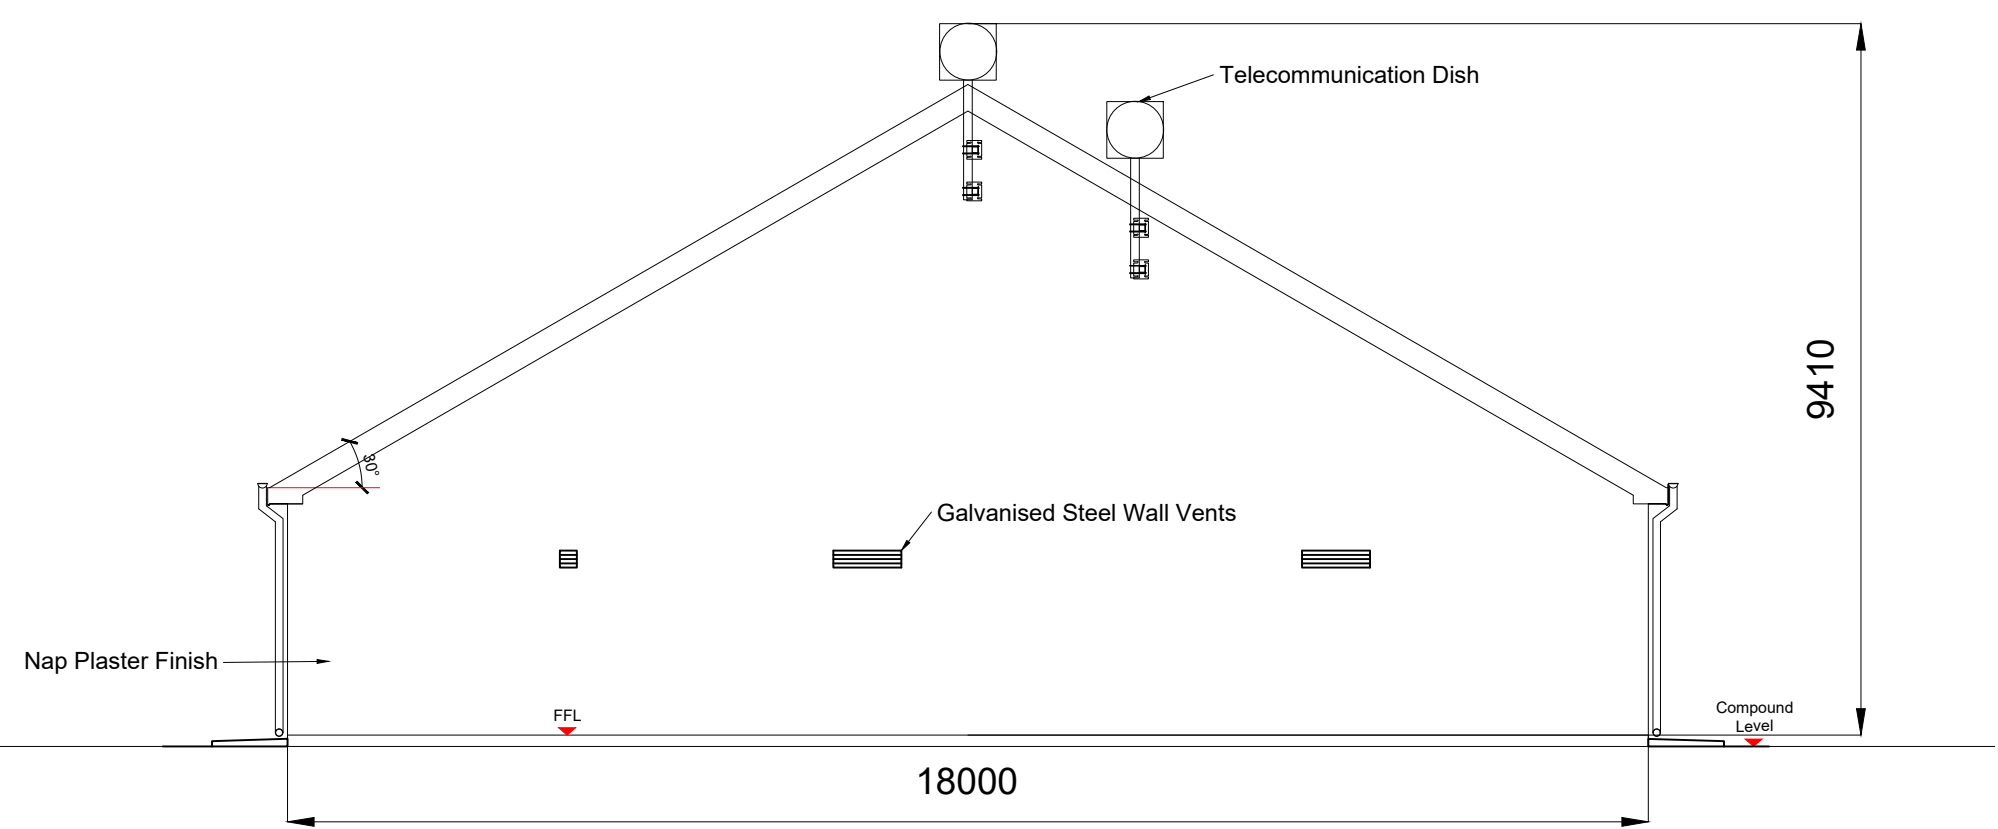 Telecommunication Dish
9410
30°
Galvanised Steel Wall Vents
Nap Plaster Finish
FFL
Compound
Level
18000